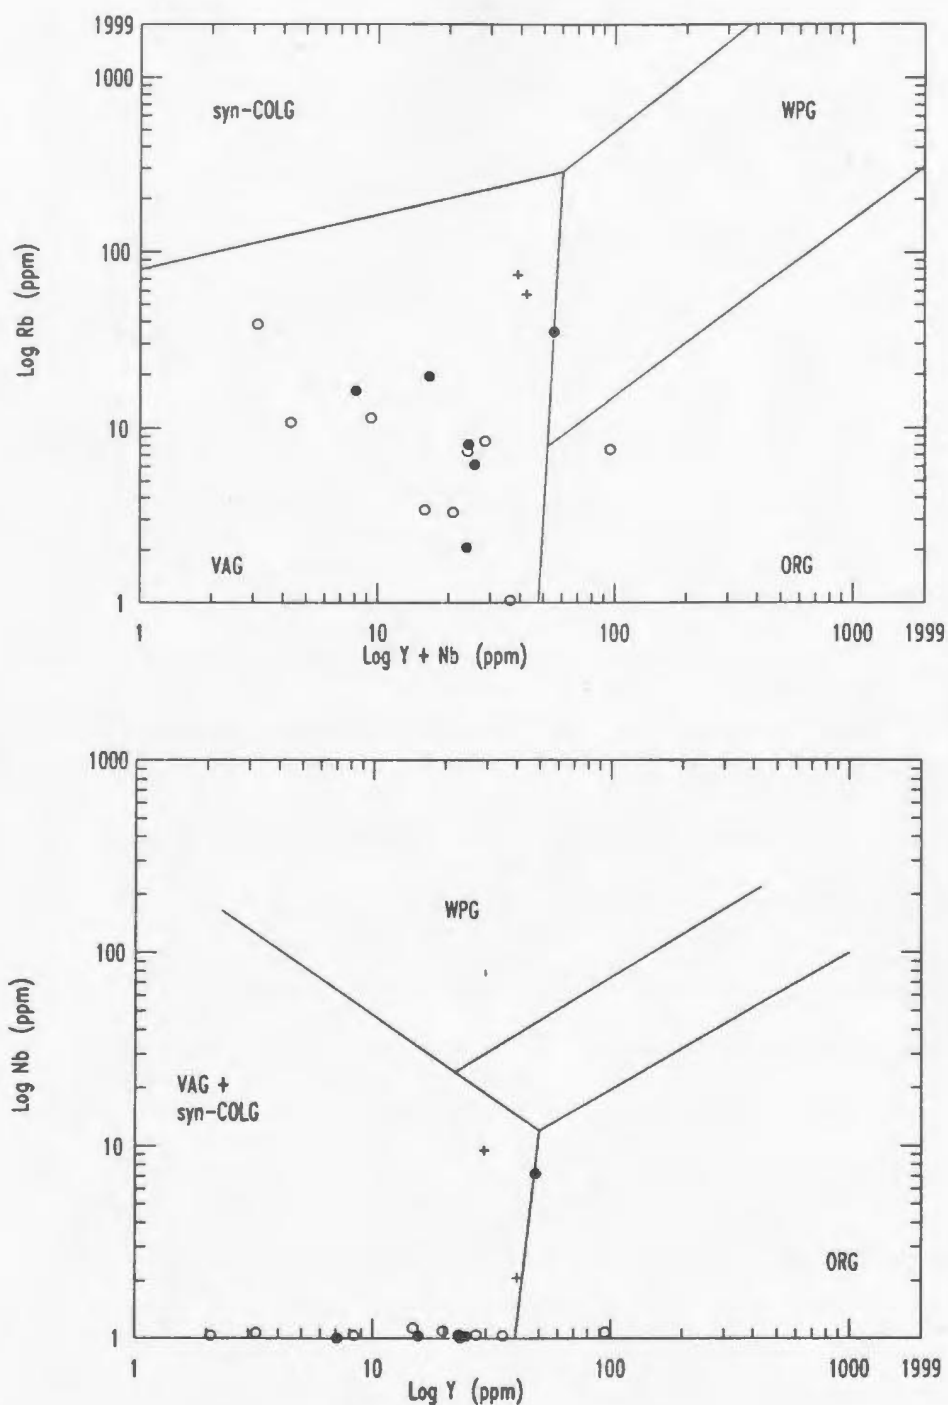 1999
1000
syn-COLG
WPG
100
Log Rb (ppm)
10
VAG
ORG
1
1 10 100 1000 1999
Log Y + Nb (ppm)
1000
WPG
100
Log Nb (ppm)
VAG +
syn-COLG
10
ORG
1
1 10 100 1000 1999
Log Y (ppm)